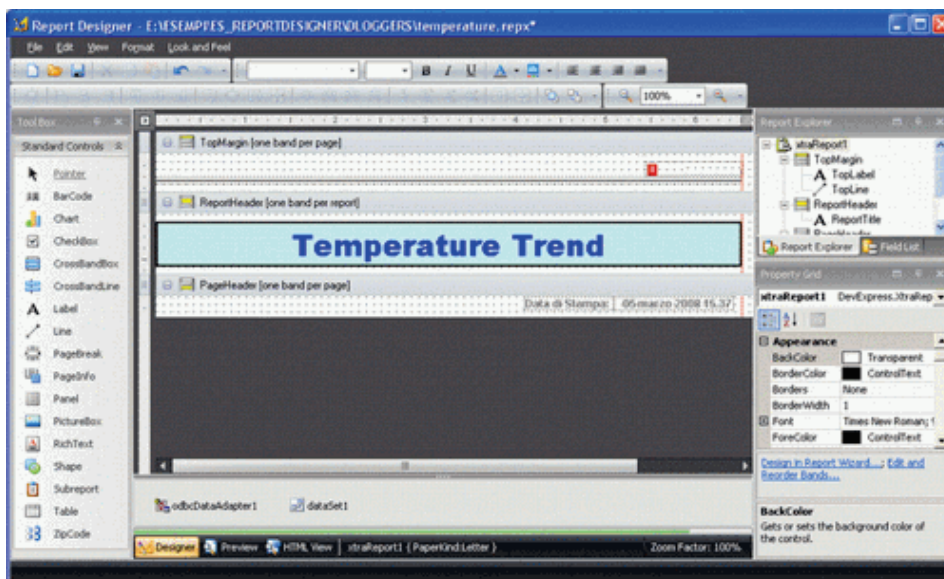 Report Designer - E:\ESEMPI\ES_REPORTDESIGNER\DLOGGERS\temperature.repx*
File Edit View Format Look and Feel
B I U A
100%
Tool Box
Standard Controls
Pointer
BarCode
Chart
CheckBox
CrossBandBox
CrossBandLine
Label
Line
PageBreak
PageInfo
Panel
PictureBox
RichText
Shape
Subreport
Table
ZipCode
TopMargin [one band per page]
ReportHeader [one band per report]
Temperature Trend
PageHeader [one band per page]
Data di Stampa: 05 marzo 2008 15.37
odbcDataAdapter1 dataSet1
Designer Preview HTML View xtraReport1 { PaperKind:Letter } Zoom Factor: 100%
Report Explorer
xtraReport1
TopMargin
A TopLabel
TopLine
ReportHeader
A ReportTitle
PageHeader
Report Explorer Field List
Property Grid
xtraReport1 DevExpress.XtraRep
Appearance
BackColor Transparent
BorderColor ControlText
Borders None
BorderWidth 1
Font Times New Roman;
ForeColor ControlText
Design in Report Wizard...; Edit and
Reorder Bands...
BackColor
Gets or sets the background color of
the control.